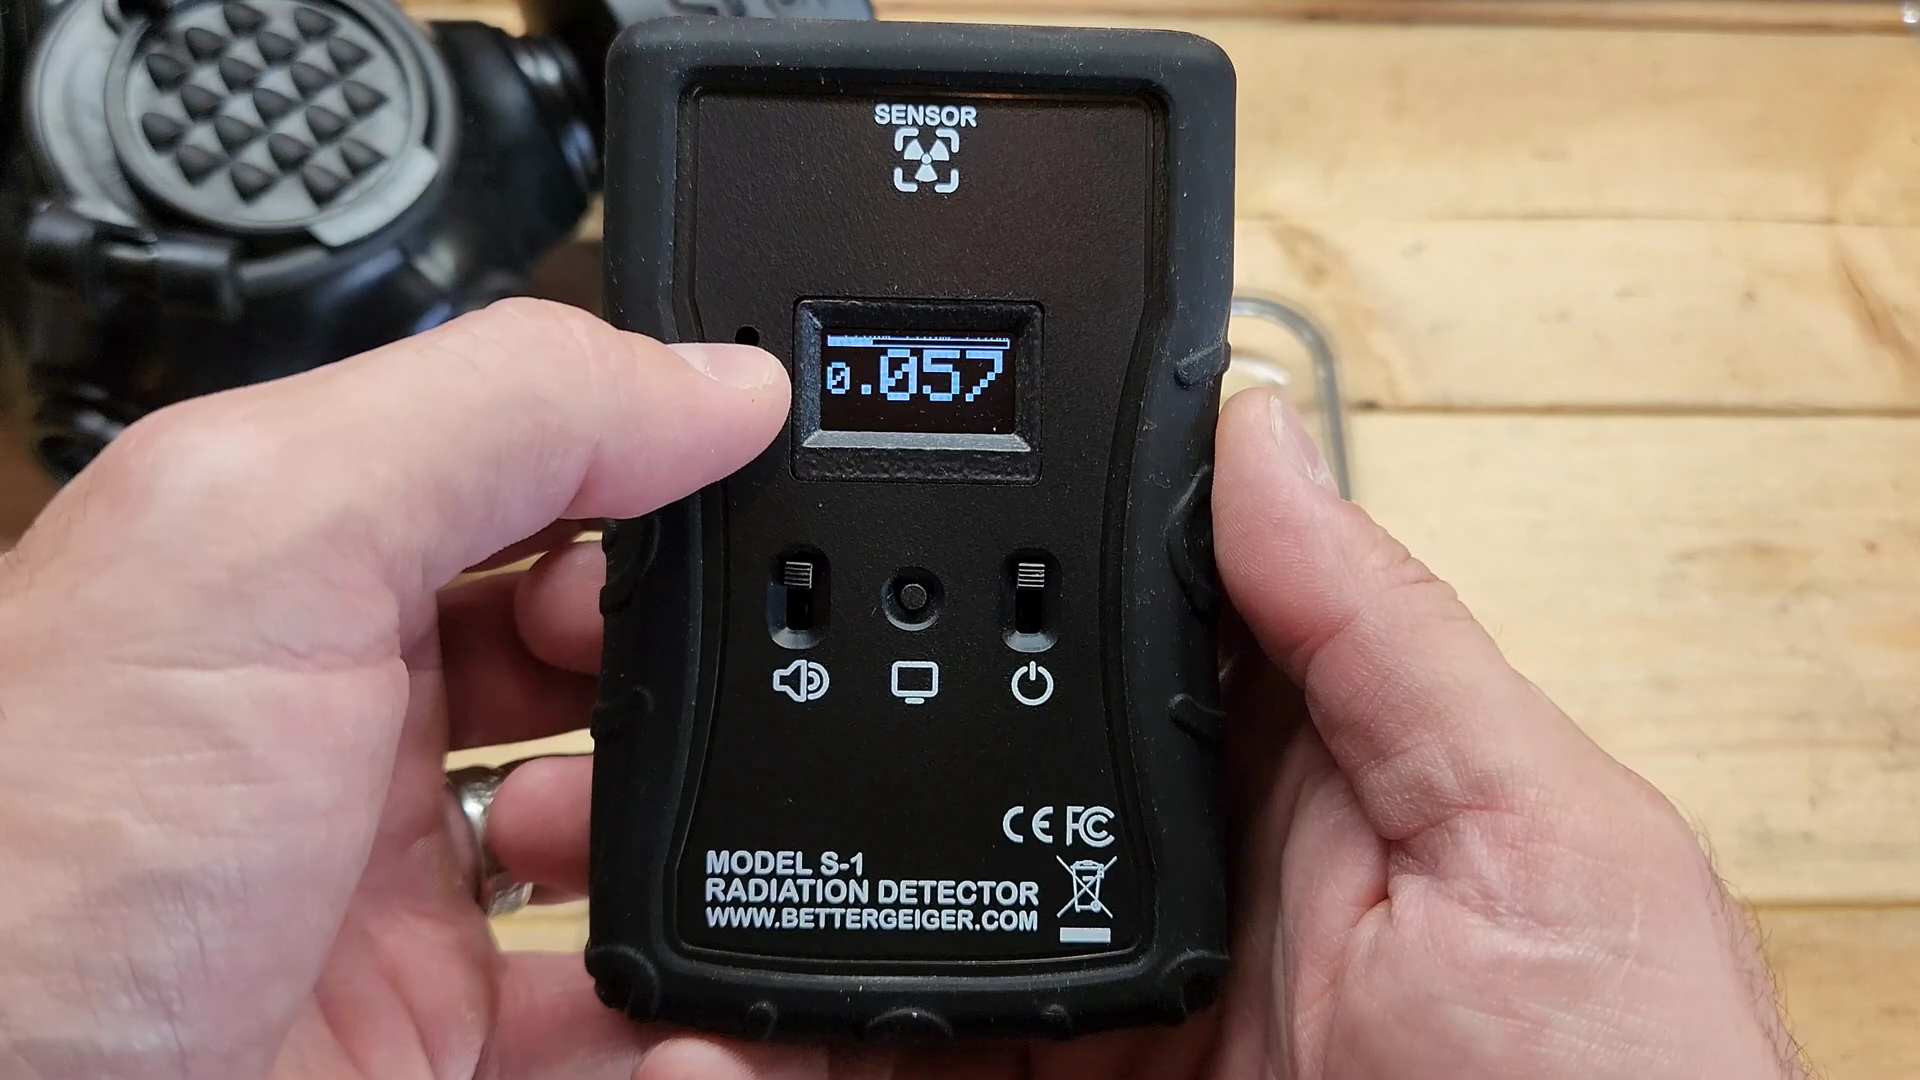 SENSOR
0.057
CE FC
MODEL S-1
RADIATION DETECTOR
WWW.BETTERGEIGER.COM